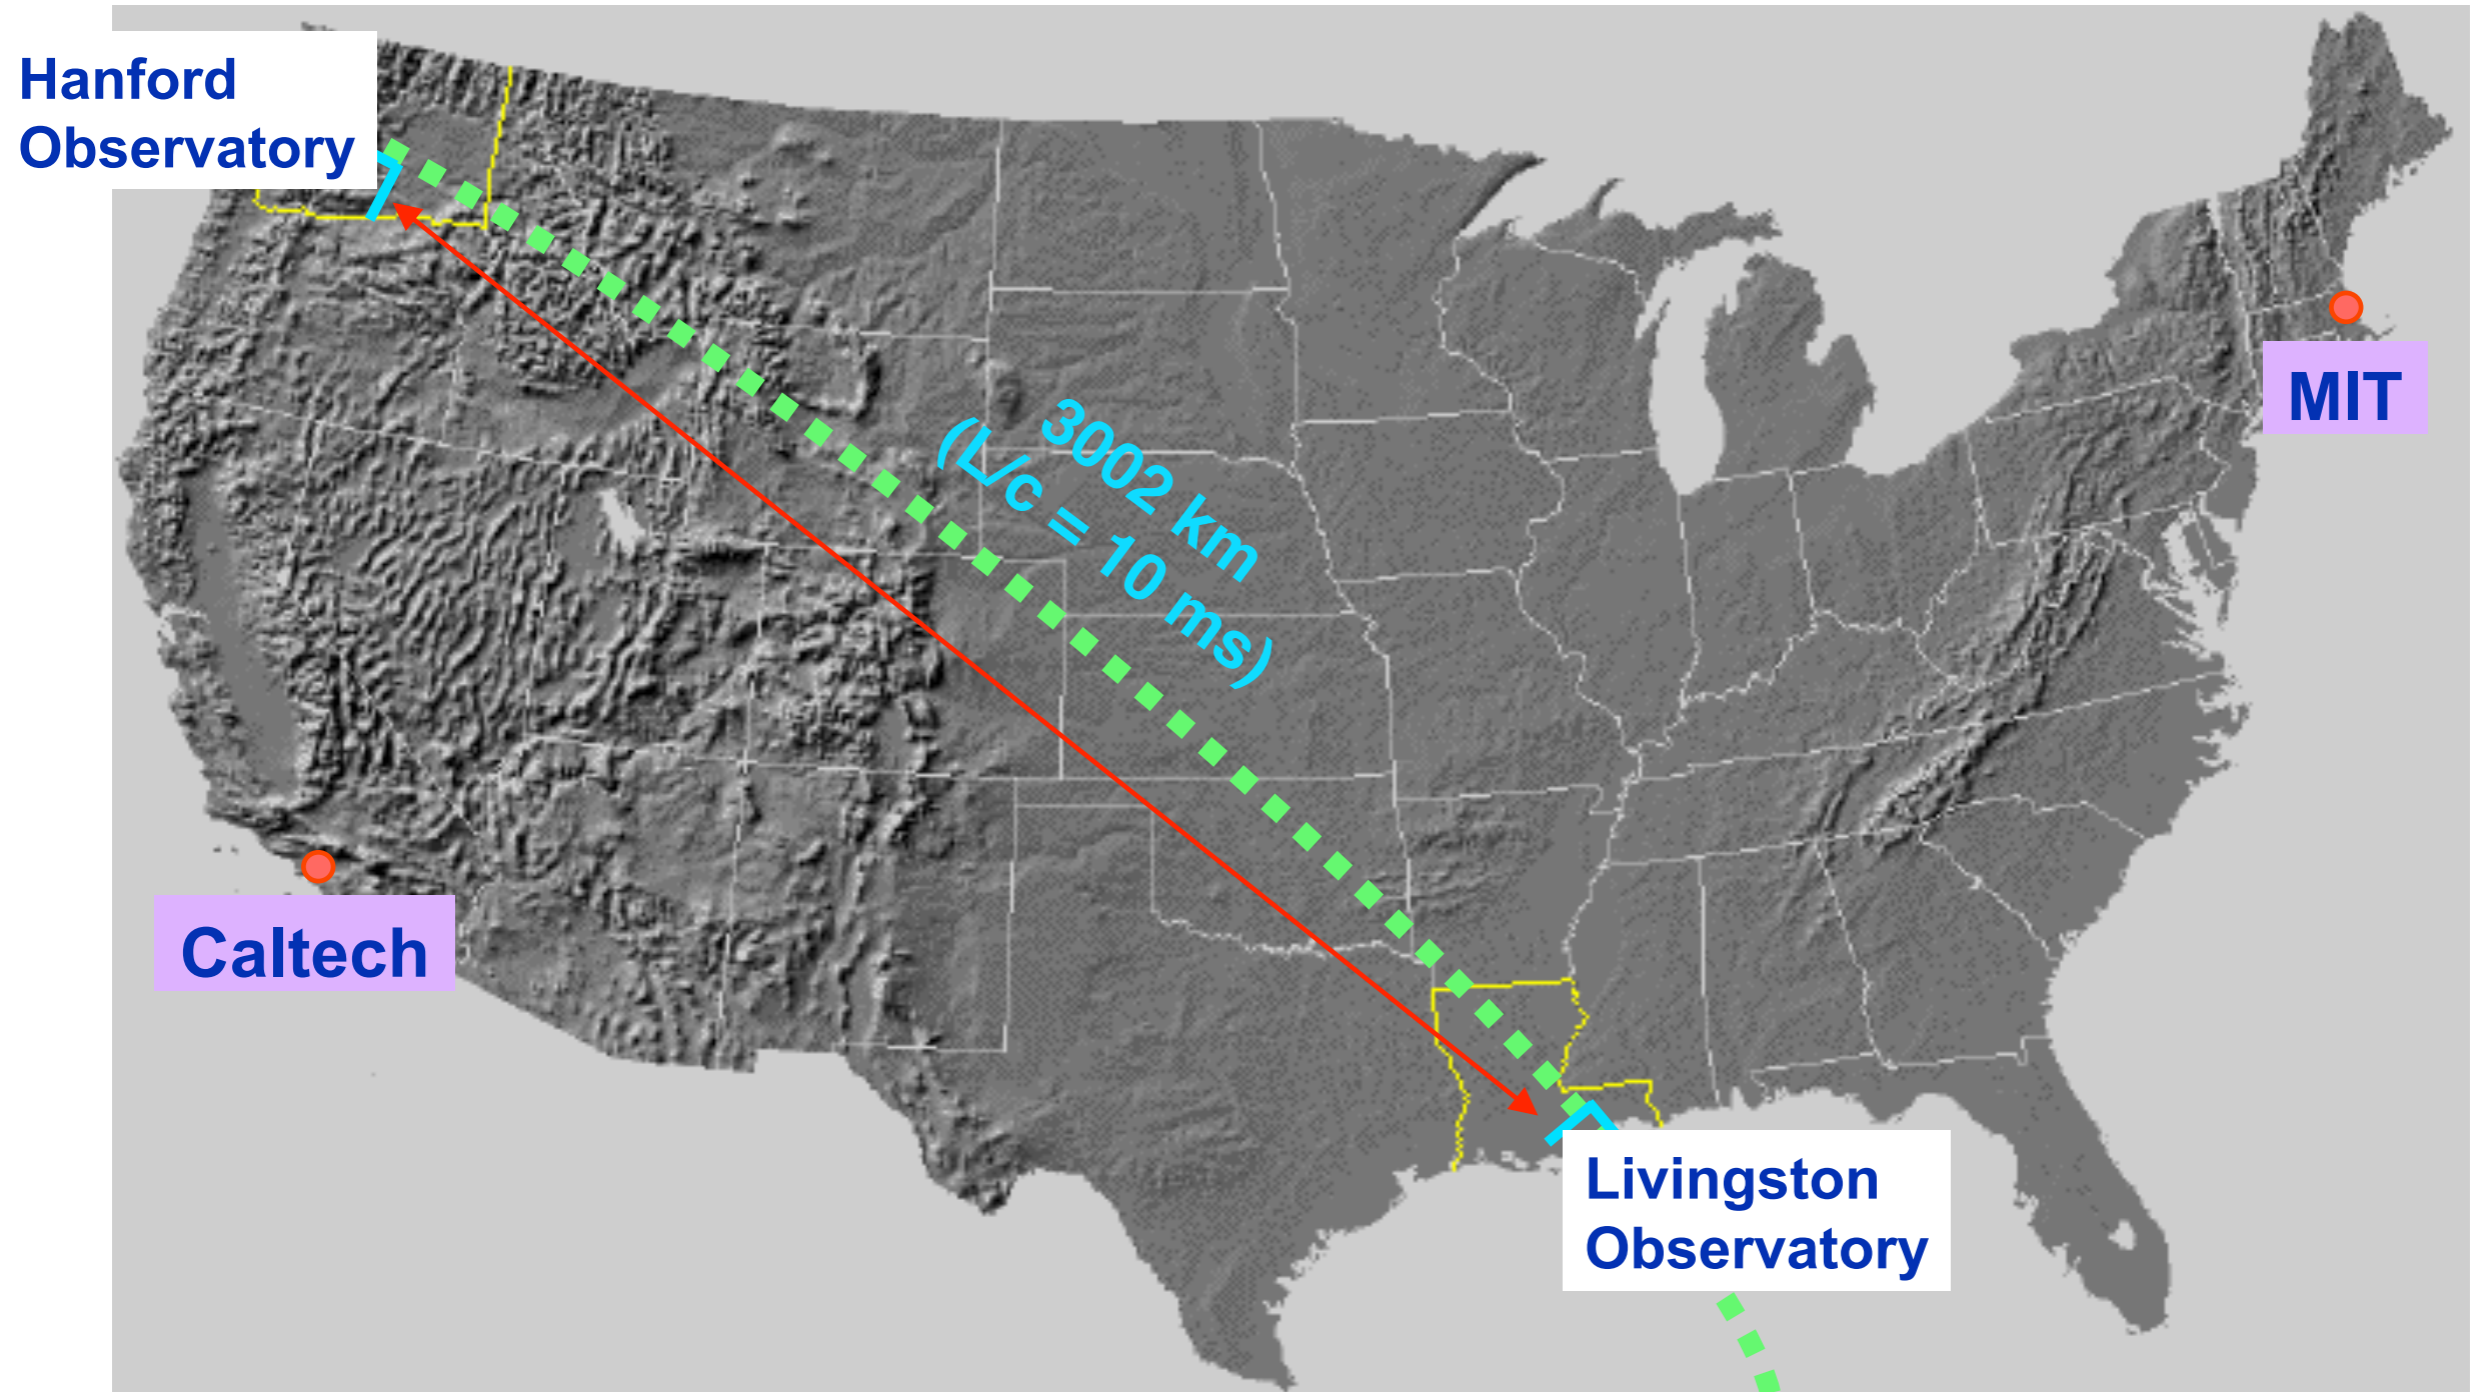 Hanford
Observatory
3002 km
(L/c = 10 ms)
MIT
Caltech
Livingston
Observatory